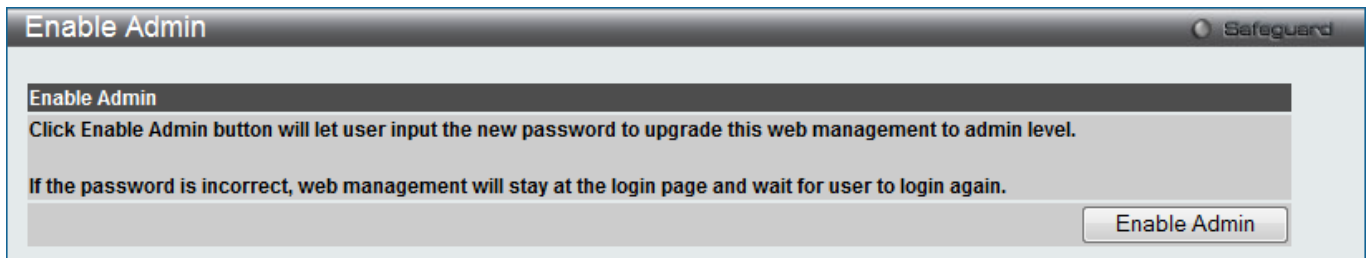 Enable Admin
Safeguard
Enable Admin
Click Enable Admin button will let user input the new password to upgrade this web management to admin level.
If the password is incorrect, web management will stay at the login page and wait for user to login again.
Enable Admin